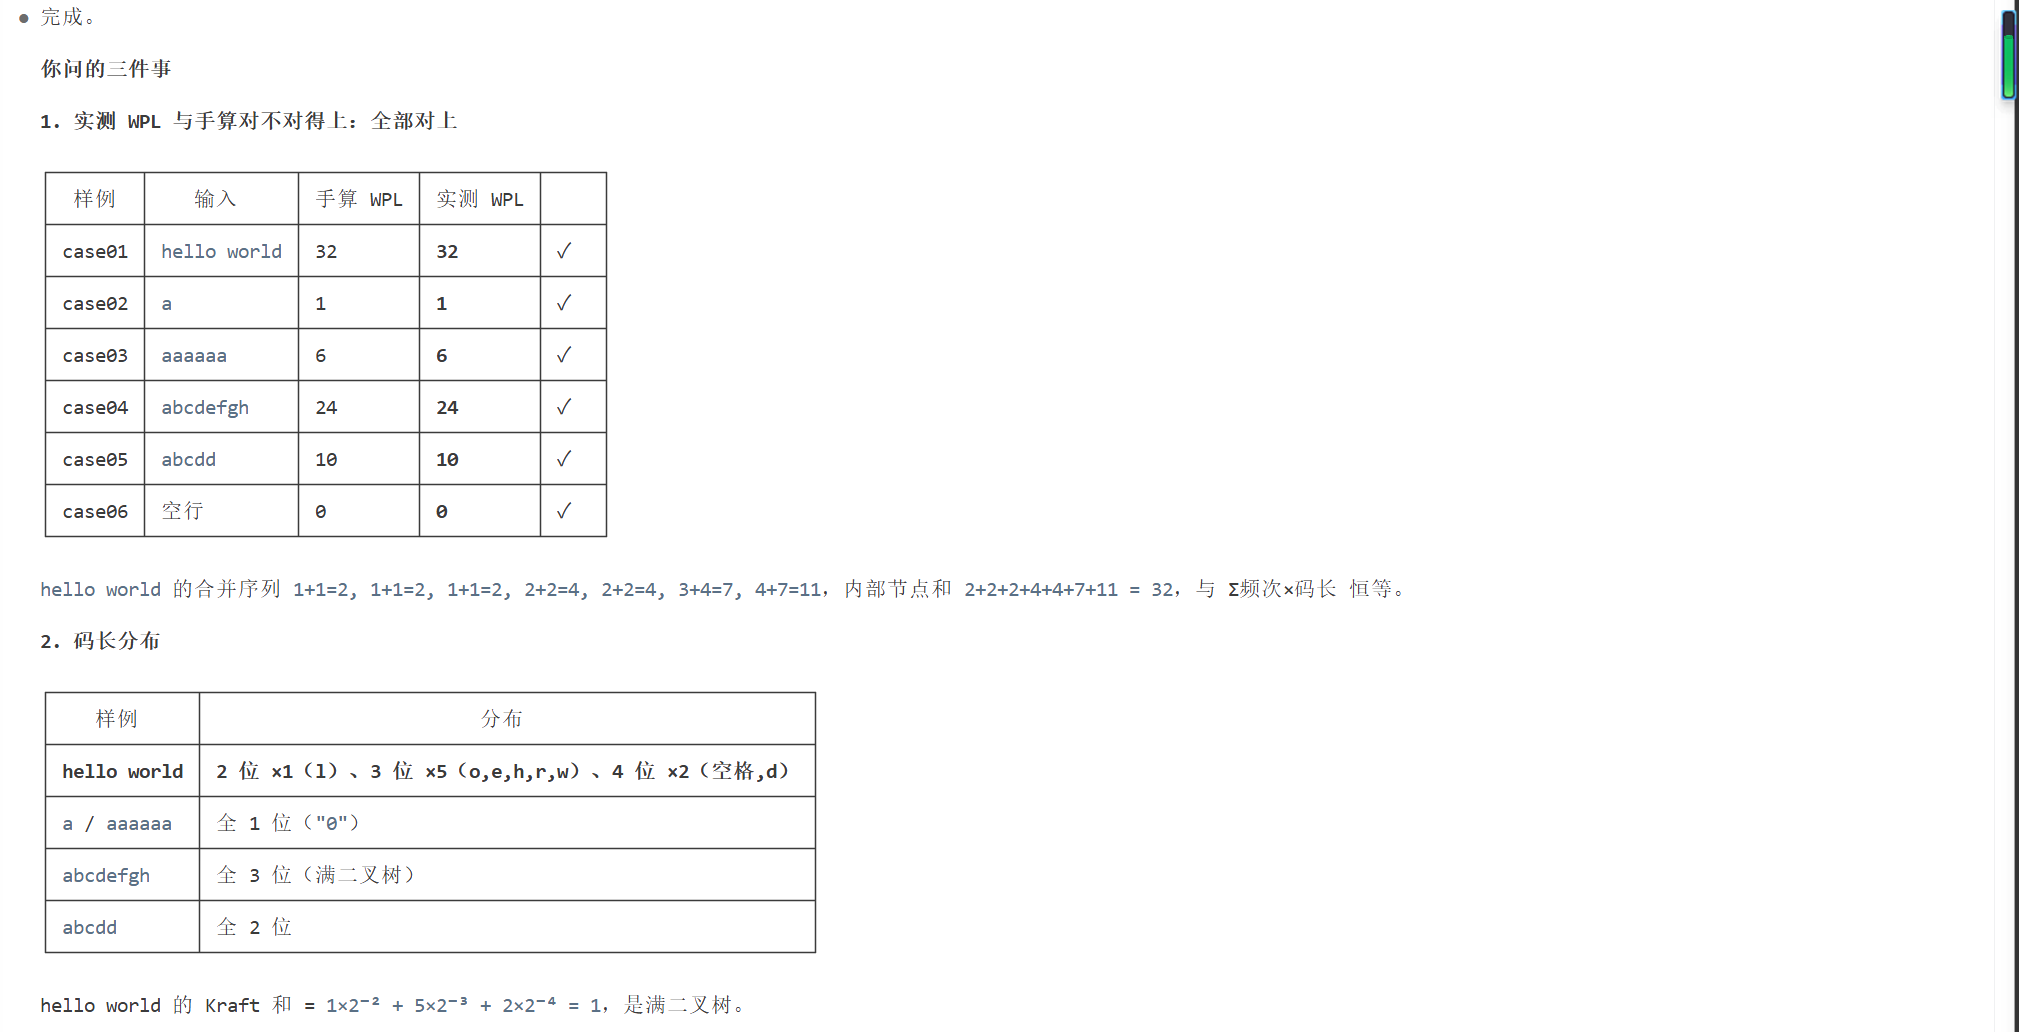 ● 完成。
你问的三件事
1. 实测 WPL 与手算对不对得上：全部对上
样例 输入 手算 WPL 实测 WPL
case01 hello world 32 32 ✓
case02 a 1 1 ✓
case03 aaaaaa 6 6 ✓
case04 abcdefgh 24 24 ✓
case05 abcdd 10 10 ✓
case06 空行 0 0 ✓
hello world 的合并序列 1+1=2, 1+1=2, 1+1=2, 2+2=4, 2+2=4, 3+4=7, 4+7=11，内部节点和 2+2+2+4+4+7+11 = 32，与 Σ频次×码长 恒等。
2. 码长分布
样例 分布
hello world 2 位 ×1（l）、3 位 ×5（o,e,h,r,w）、4 位 ×2（空格,d）
a / aaaaaa 全 1 位（"0"）
abcdefgh 全 3 位（满二叉树）
abcdd 全 2 位
hello world 的 Kraft 和 = 1×2⁻² + 5×2⁻³ + 2×2⁻⁴ = 1，是满二叉树。